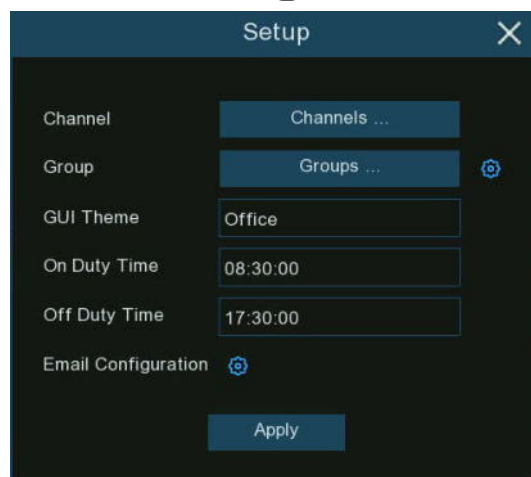 Setup
Channel Channels ...
Group Groups ...
GUI Theme Office
On Duty Time 08:30:00
Off Duty Time 17:30:00
Email Configuration
Apply